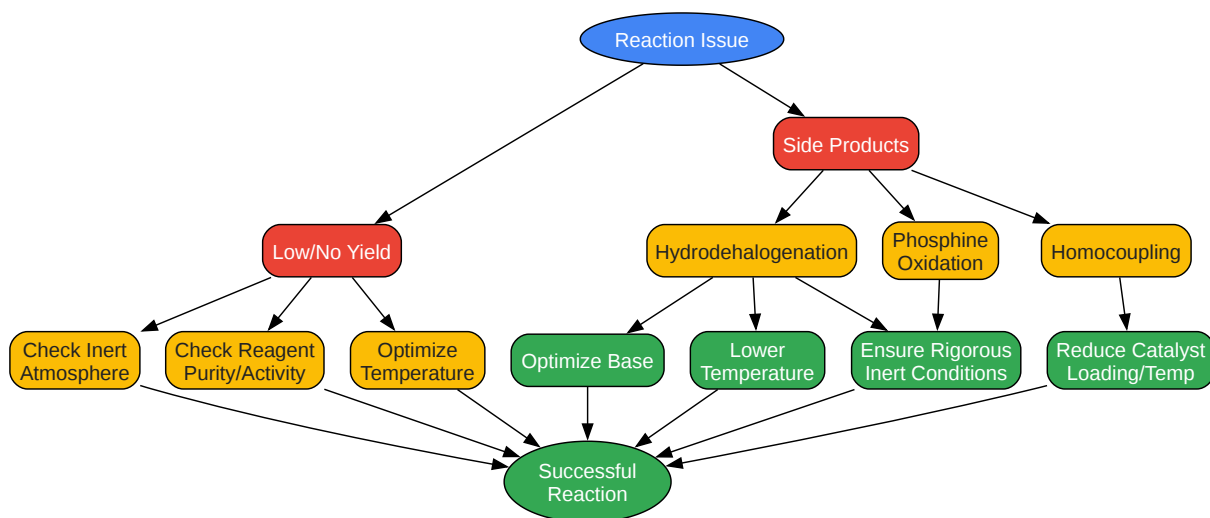 Reaction Issue
Side Products
Low/No Yield
Hydrodehalogenation
Phosphine
Oxidation
Homocoupling
Check Inert
Atmosphere
Check Reagent
Purity/Activity
Optimize
Temperature
Optimize Base
Lower
Temperature
Ensure Rigorous
Inert Conditions
Reduce Catalyst
Loading/Temp
Successful
Reaction